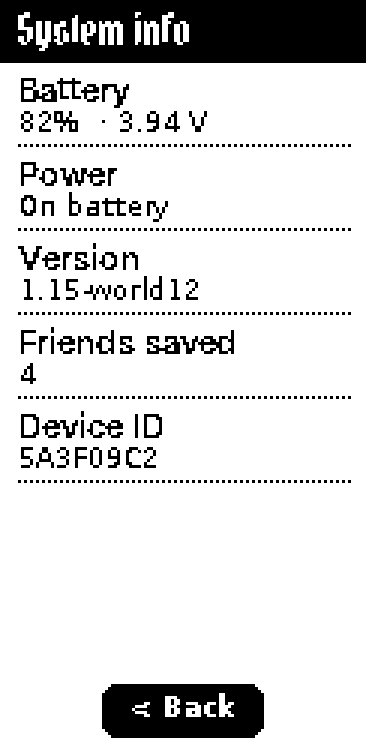 System info
Battery
82% · 3.94 V
Power
On battery
Version
1.15-world12
Friends saved
4
Device ID
5A3F09C2
< Back